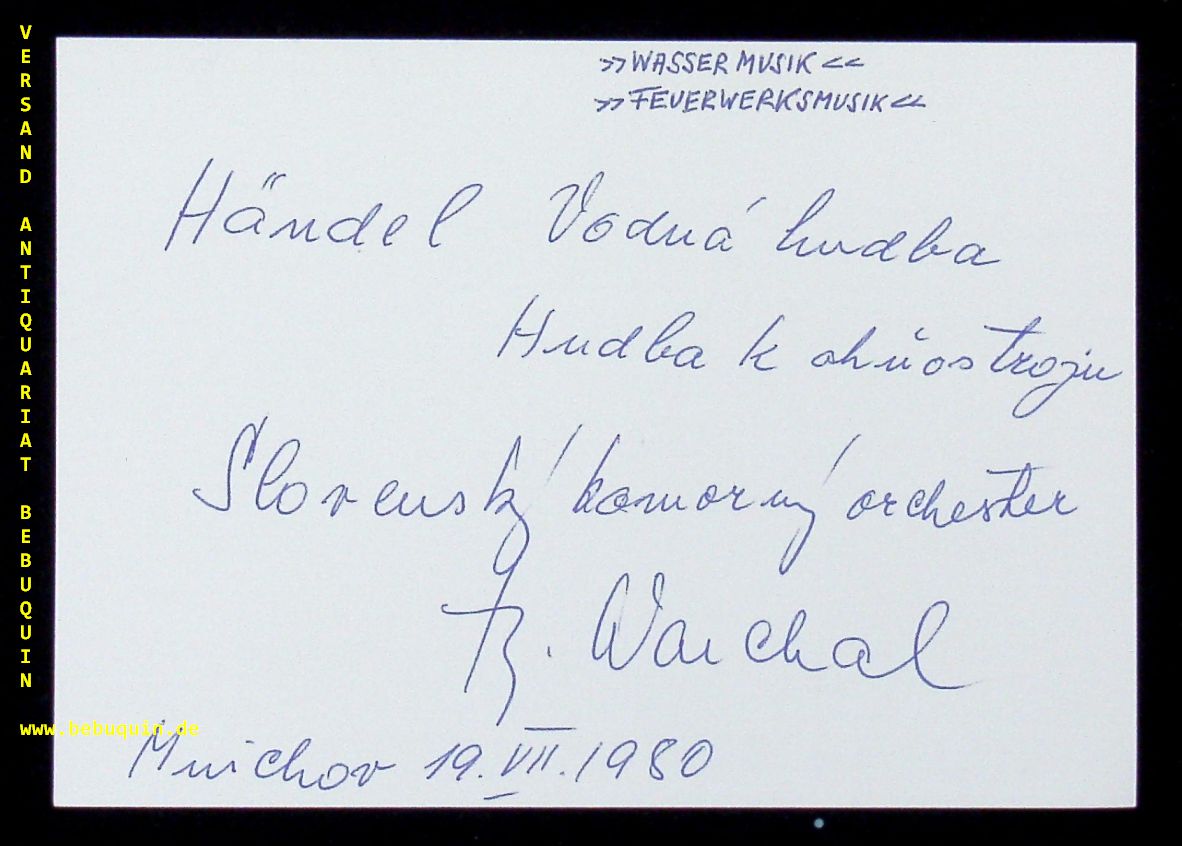 »WASSER MUSIK«
»FEUERWERKSMUSIK«
Händel Vodná hudba
Hudba k ohňostroju
Slovenský komorný orchester
B. Warchal
Mníchov 19. VII. 1980
VERSAND ANTIQUARIAT BEBUQUIN
www.bebuquin.de